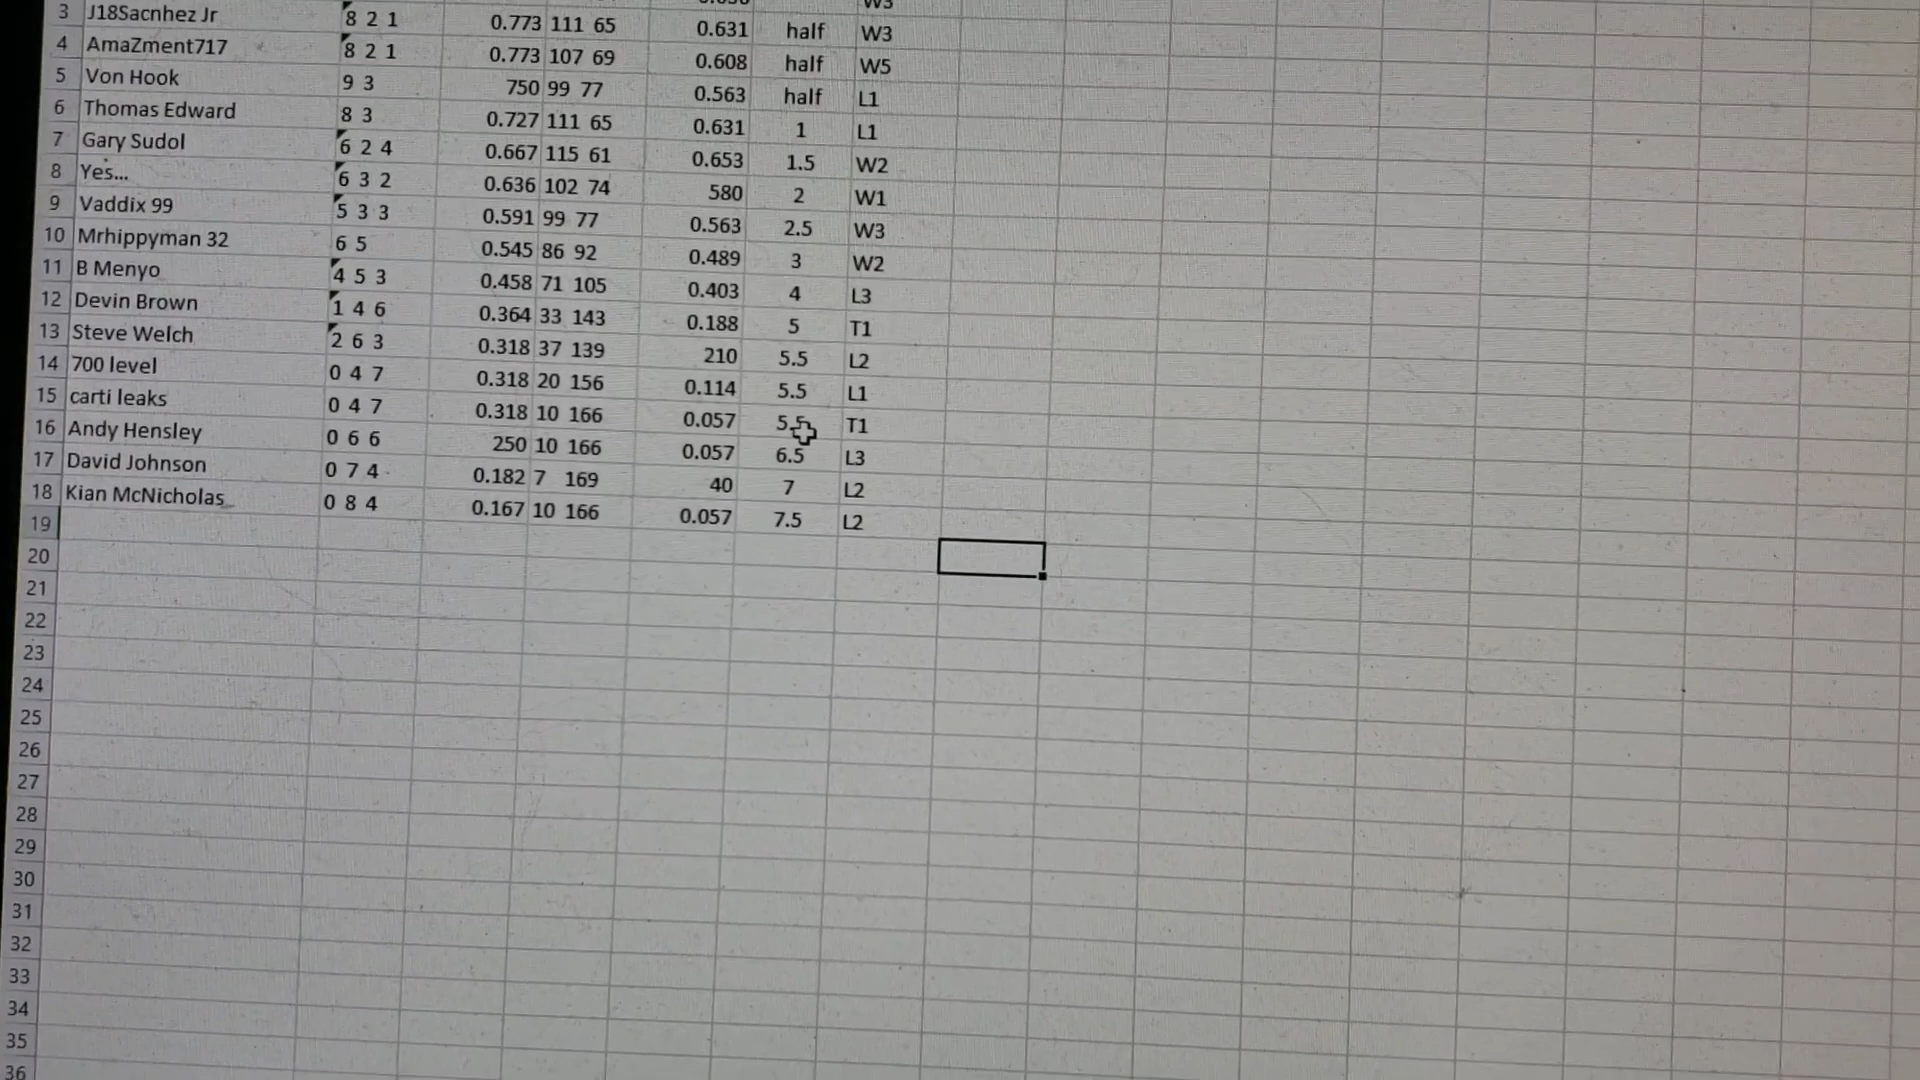 W3
3 J18Sacnhez Jr 8 2 1 0.773 111 65 0.631 half W3
4 AmaZment717 8 2 1 0.773 107 69 0.608 half W5
5 Von Hook 9 3 750 99 77 0.563 half L1
6 Thomas Edward 8 3 0.727 111 65 0.631 1 L1
7 Gary Sudol 6 2 4 0.667 115 61 0.653 1.5 W2
8 Yes... 6 3 2 0.636 102 74 580 2 W1
9 Vaddix 99 5 3 3 0.591 99 77 0.563 2.5 W3
10 Mrhippyman 32 6 5 0.545 86 92 0.489 3 W2
11 B Menyo 4 5 3 0.458 71 105 0.403 4 L3
12 Devin Brown 1 4 6 0.364 33 143 0.188 5 T1
13 Steve Welch 2 6 3 0.318 37 139 210 5.5 L2
14 700 level 0 4 7 0.318 20 156 0.114 5.5 L1
15 carti leaks 0 4 7 0.318 10 166 0.057 5.5 T1
16 Andy Hensley 0 6 6 250 10 166 0.057 6.5 L3
17 David Johnson 0 7 4 0.182 7 169 40 7 L2
18 Kian McNicholas 0 8 4 0.167 10 166 0.057 7.5 L2
19
20
21
22
23
24
25
26
27
28
29
30
31
32
33
34
35
36